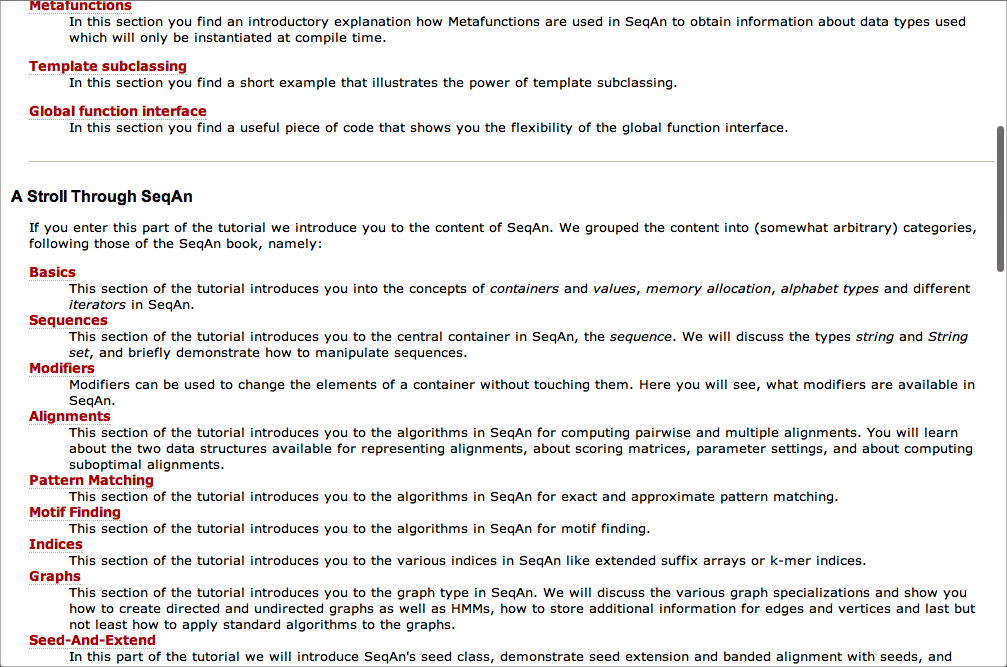 Metafunctions
In this section you find an introductory explanation how Metafunctions are used in SeqAn to obtain information about data types used
which will only be instantiated at compile time.
Template subclassing
In this section you find a short example that illustrates the power of template subclassing.
Global function interface
In this section you find a useful piece of code that shows you the flexibility of the global function interface.
A Stroll Through SeqAn
If you enter this part of the tutorial we introduce you to the content of SeqAn. We grouped the content into (somewhat arbitrary) categories,
following those of the SeqAn book, namely:
Basics
This section of the tutorial introduces you into the concepts of containers and values, memory allocation, alphabet types and different
iterators in SeqAn.
Sequences
This section of the tutorial introduces you to the central container in SeqAn, the sequence. We will discuss the types string and String
set, and briefly demonstrate how to manipulate sequences.
Modifiers
Modifiers can be used to change the elements of a container without touching them. Here you will see, what modifiers are available in
SeqAn.
Alignments
This section of the tutorial introduces you to the algorithms in SeqAn for computing pairwise and multiple alignments. You will learn
about the two data structures available for representing alignments, about scoring matrices, parameter settings, and about computing
suboptimal alignments.
Pattern Matching
This section of the tutorial introduces you to the algorithms in SeqAn for exact and approximate pattern matching.
Motif Finding
This section of the tutorial introduces you to the algorithms in SeqAn for motif finding.
Indices
This section of the tutorial introduces you to the various indices in SeqAn like extended suffix arrays or k-mer indices.
Graphs
This section of the tutorial introduces you to the graph type in SeqAn. We will discuss the various graph specializations and show you
how to create directed and undirected graphs as well as HMMs, how to store additional information for edges and vertices and last but
not least how to apply standard algorithms to the graphs.
Seed-And-Extend
In this part of the tutorial we will introduce SeqAn's seed class, demonstrate seed extension and banded alignment with seeds, and